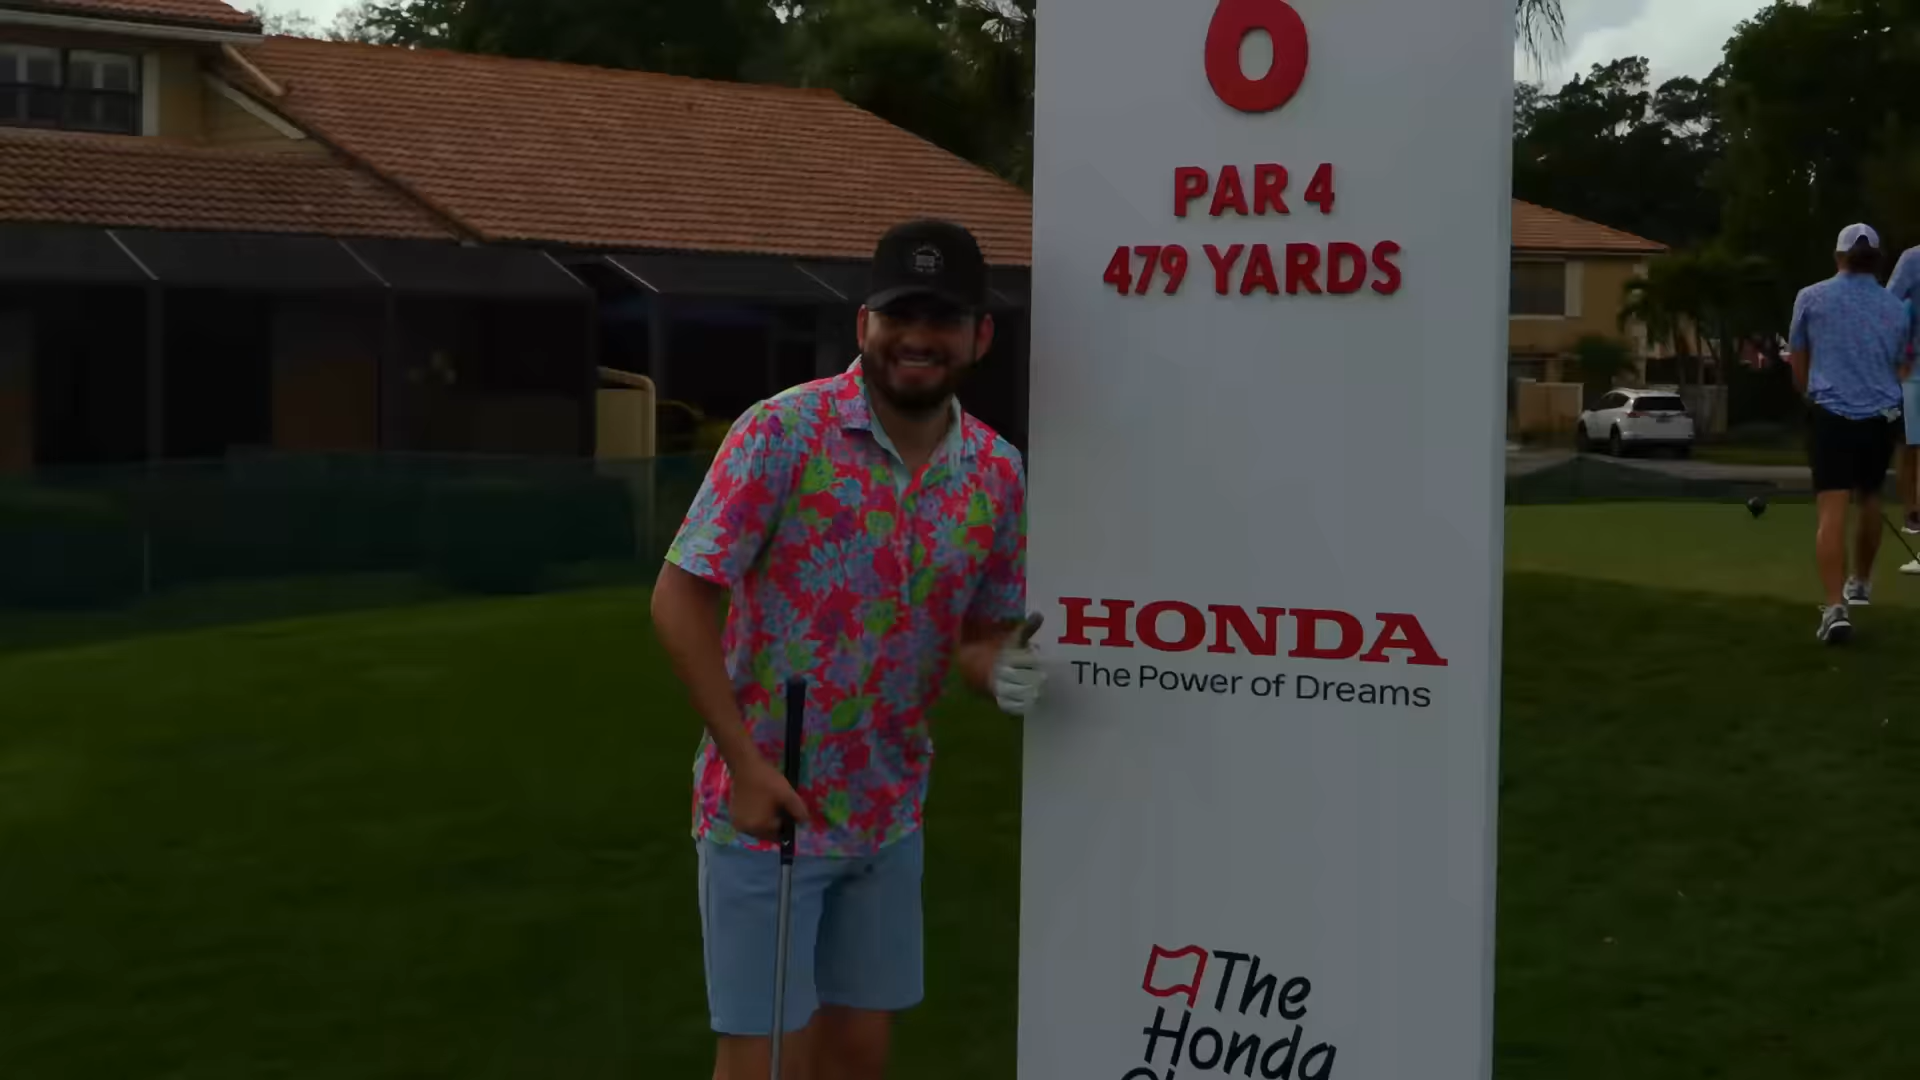 6
PAR 4
479 YARDS
HONDA
The Power of Dreams
The
Honda